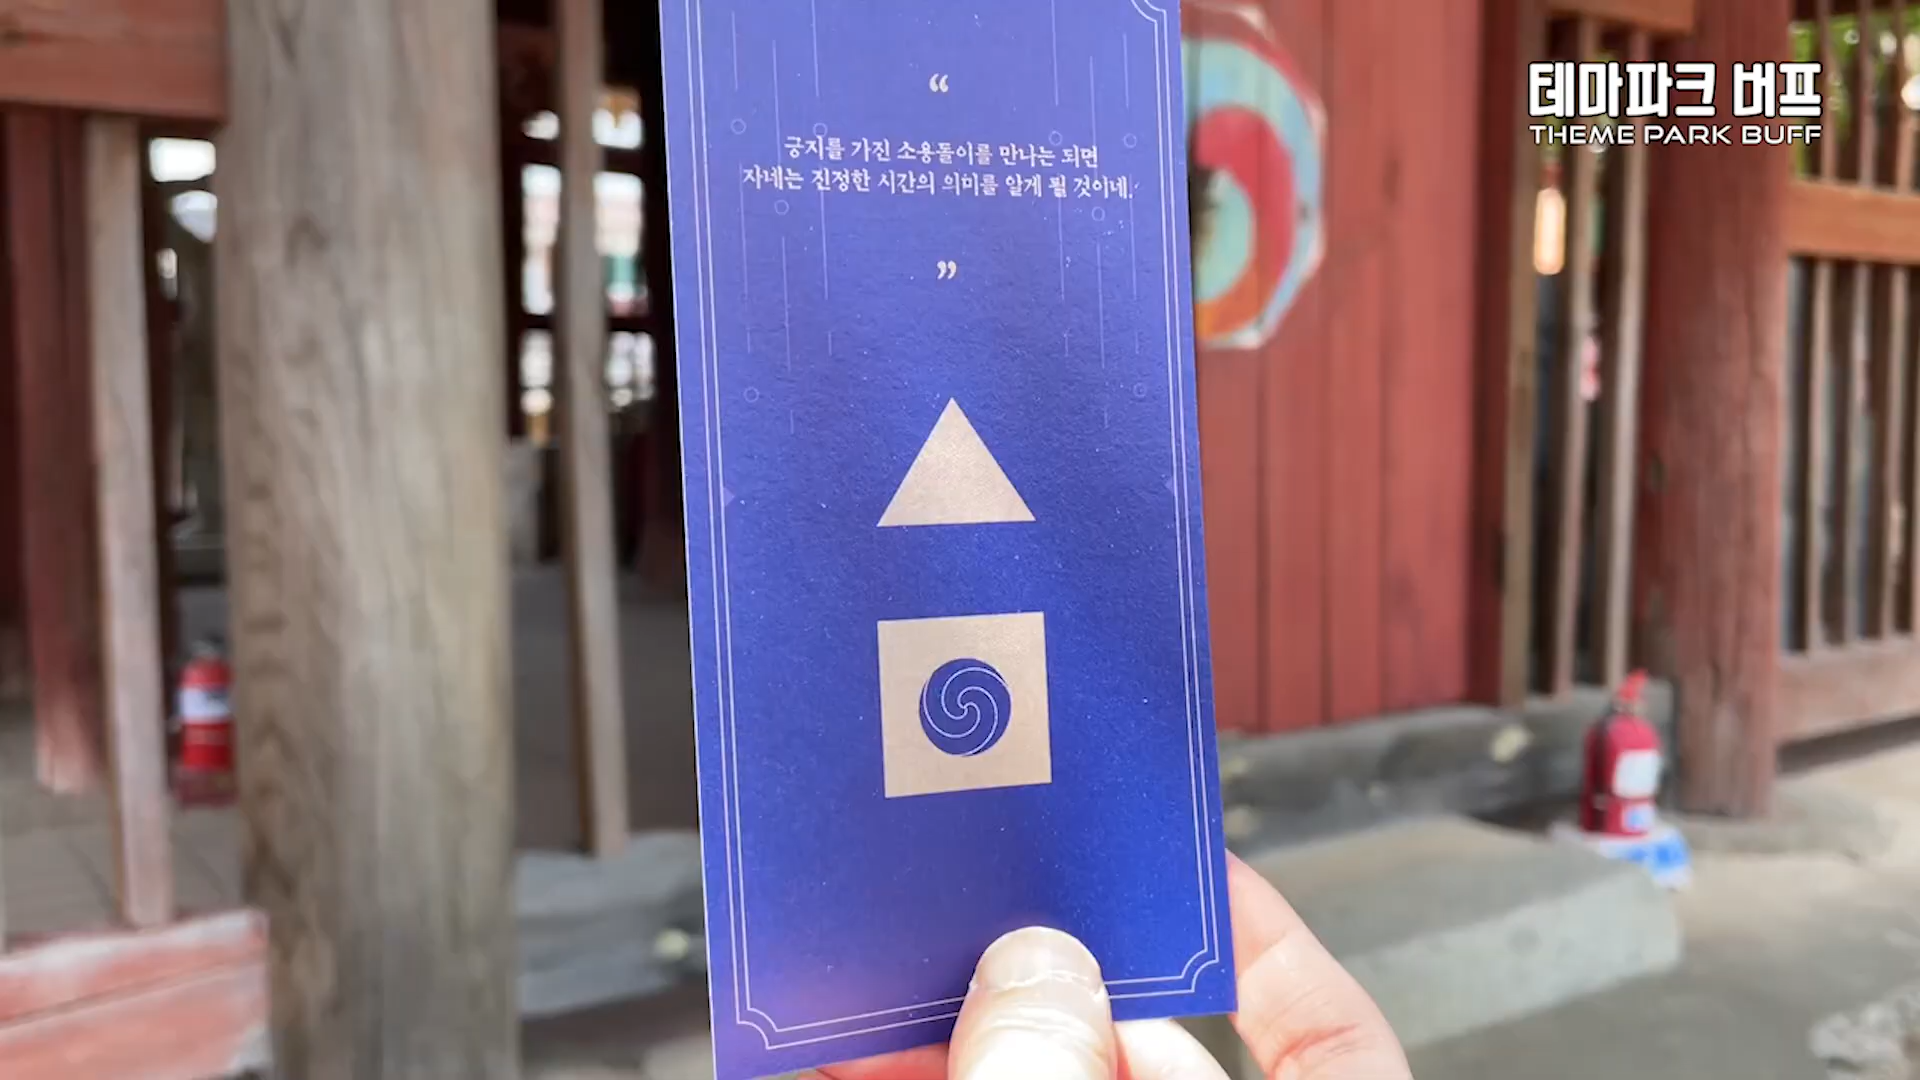 테마파크 버프
THEME PARK BUFF
“
긍지를 가진 소용돌이를 만나는 되면
자네는 진정한 시간의 의미를 알게 될 것이네.
”